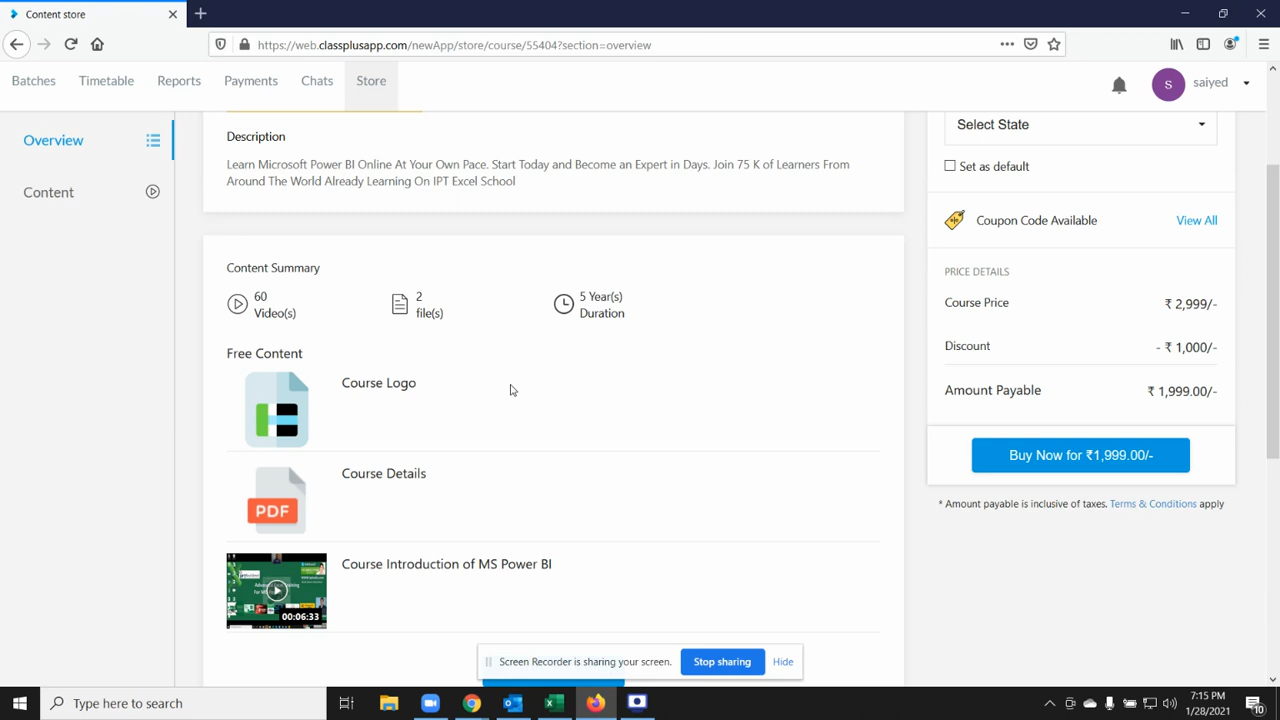 Content store
https://web.classplusapp.com/newApp/store/course/55404?section=overview
Batches
Timetable
Reports
Payments
Chats
Store
S
saiyed
Overview
Content
Description
Learn Microsoft Power BI Online At Your Own Pace. Start Today and Become an Expert in Days. Join 75 K of Learners From
Around The World Already Learning On IPT Excel School
Content Summary
60
Video(s)
2
file(s)
5 Year(s)
Duration
Free Content
Course Logo
Course Details
PDF
Course Introduction of MS Power BI
00:06:33
Select State
Set as default
Coupon Code Available
View All
PRICE DETAILS
Course Price
₹ 2,999/-
Discount
- ₹ 1,000/-
Amount Payable
₹ 1,999.00/-
Buy Now for ₹1,999.00/-
* Amount payable is inclusive of taxes. Terms & Conditions apply
Screen Recorder is sharing your screen.
Stop sharing
Hide
Type here to search
7:15 PM
1/28/2021
10